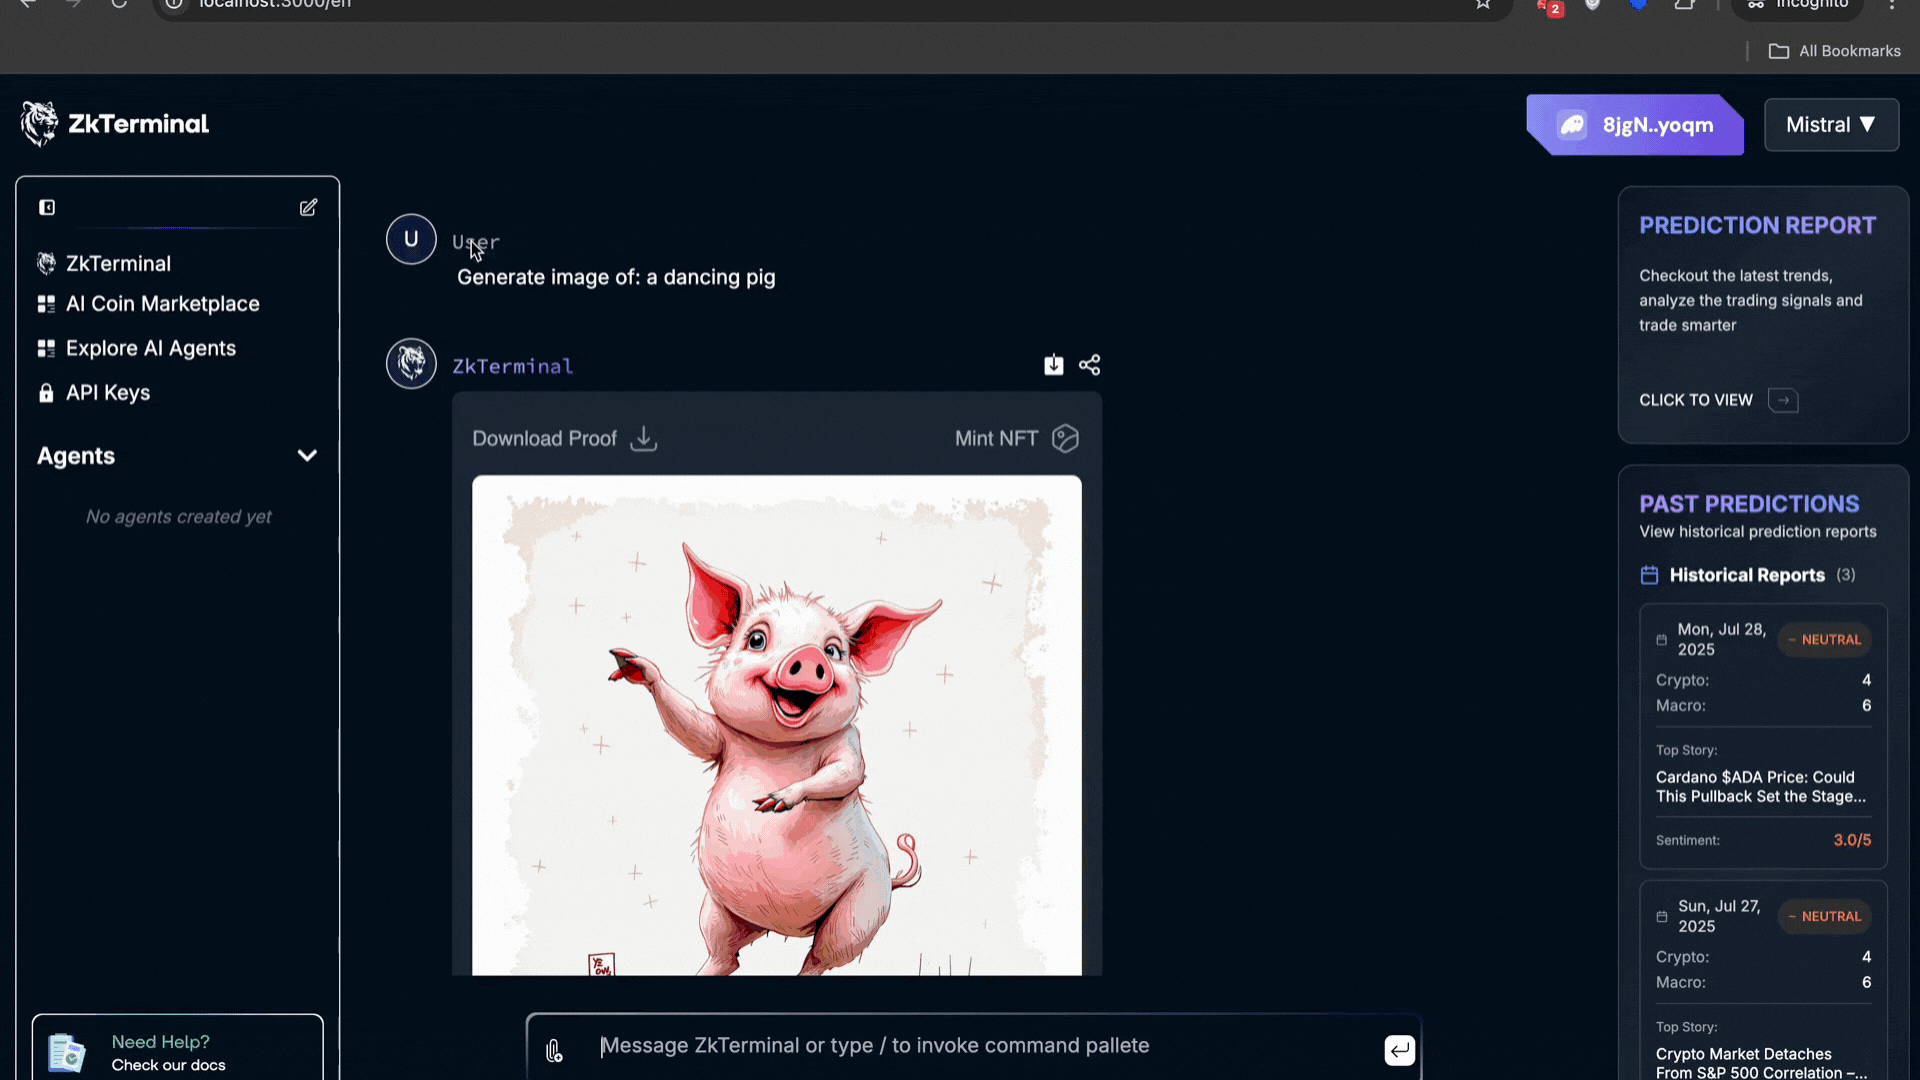 localhost:3000/en
2
Incognito
All Bookmarks
ZkTerminal
8jgN..yoqm
Mistral ▼
ZkTerminal
AI Coin Marketplace
Explore AI Agents
API Keys
Agents
No agents created yet
Need Help?
Check our docs
U
User
Generate image of: a dancing pig
ZkTerminal
Download Proof
Mint NFT
Message ZkTerminal or type / to invoke command pallete
PREDICTION REPORT
Checkout the latest trends,
analyze the trading signals and
trade smarter
CLICK TO VIEW
PAST PREDICTIONS
View historical prediction reports
Historical Reports (3)
Mon, Jul 28,
2025
– NEUTRAL
Crypto: 4
Macro: 6
Top Story:
Cardano $ADA Price: Could
This Pullback Set the Stage...
Sentiment: 3.0/5
Sun, Jul 27,
2025
– NEUTRAL
Crypto: 4
Macro: 6
Top Story:
Crypto Market Detaches
From S&P 500 Correlation –...